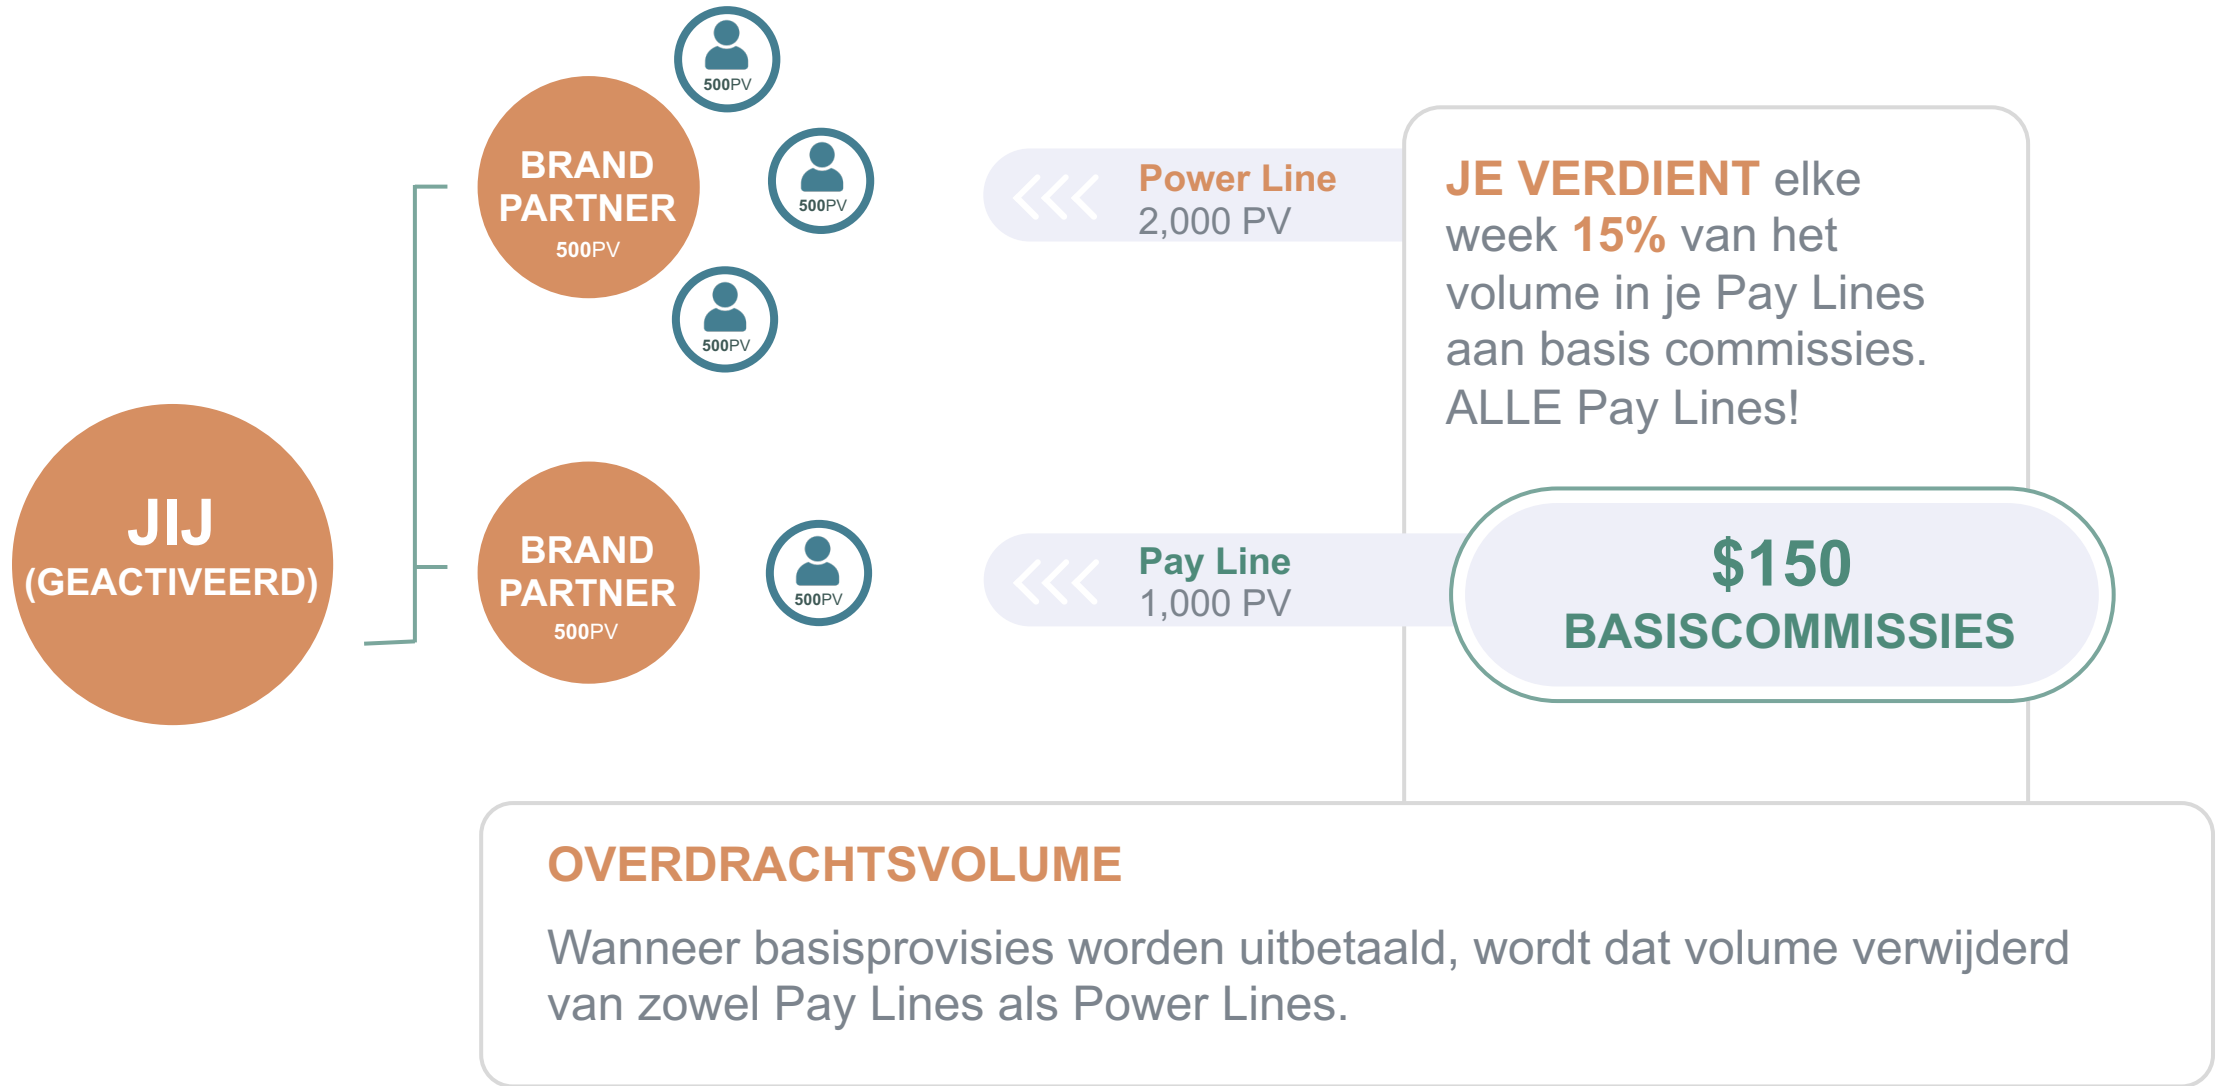 500PV
BRAND
PARTNER
500PV
500PV
500PV
Power Line
2,000 PV
JE VERDIENT elke
week 15% van het
volume in je Pay Lines
aan basis commissies.
ALLE Pay Lines!
JIJ
(GEACTIVEERD)
BRAND
PARTNER
500PV
500PV
Pay Line
1,000 PV
$150
BASISCOMMISSIES
OVERDRACHTSVOLUME
Wanneer basisprovisies worden uitbetaald, wordt dat volume verwijderd
van zowel Pay Lines als Power Lines.